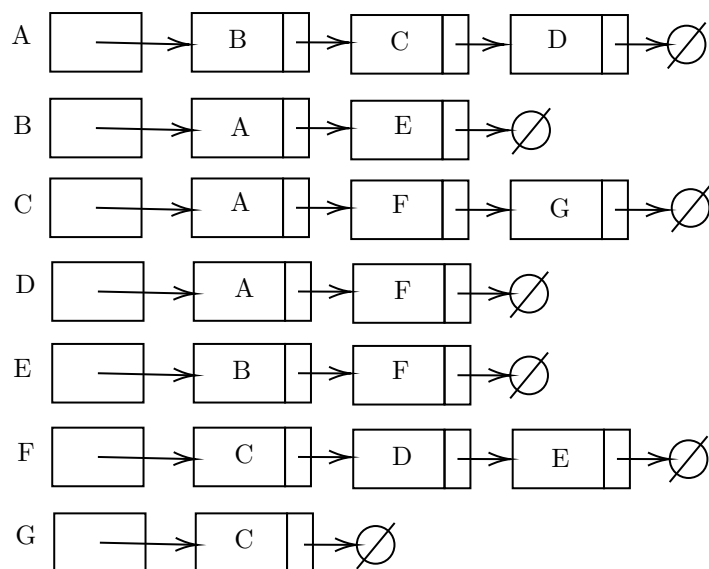 A B C D
B A E
C A F G
D A F
E B F
F C D E
G C